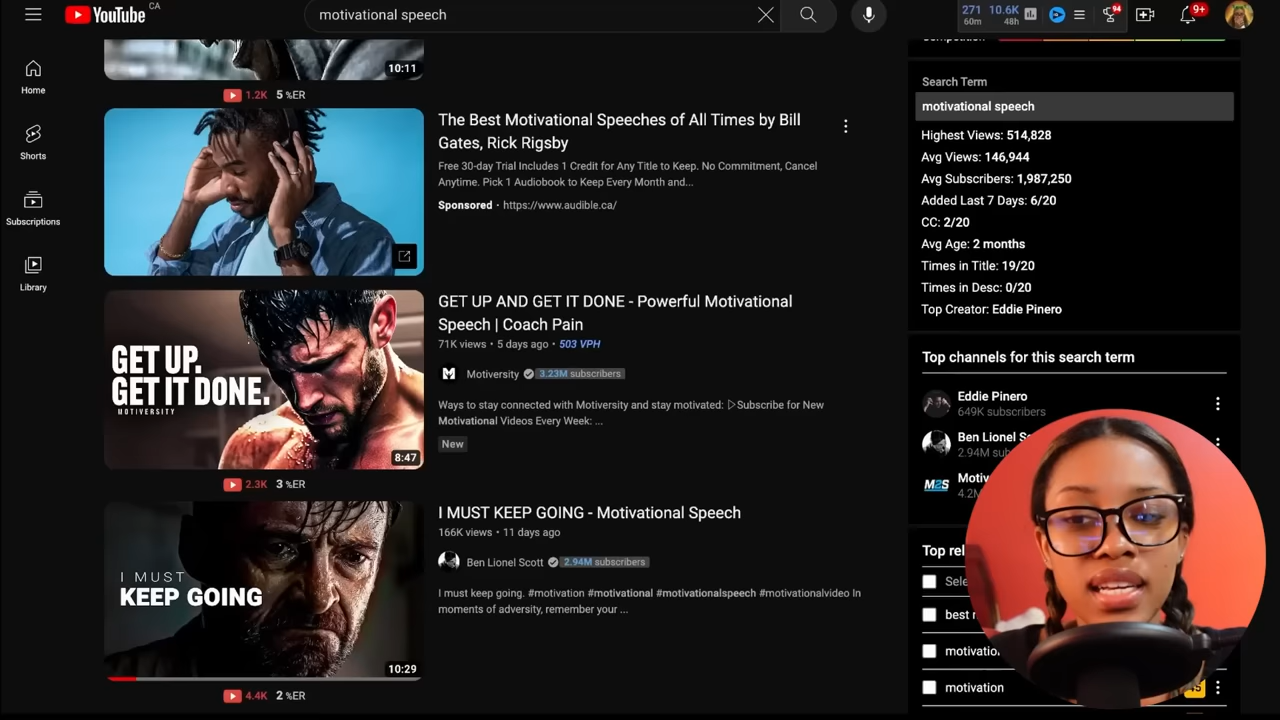 YouTube CA
motivational speech
271 10.6K
60m 48h
94
9+
Home
Shorts
Subscriptions
Library
10:11
1.2K 5 %ER
The Best Motivational Speeches of All Times by Bill
Gates, Rick Rigsby
Free 30-day Trial Includes 1 Credit for Any Title to Keep. No Commitment, Cancel
Anytime. Pick 1 Audiobook to Keep Every Month and...
Sponsored · https://www.audible.ca/
GET UP.
GET IT DONE.
MOTIVERSITY
8:47
GET UP AND GET IT DONE - Powerful Motivational
Speech | Coach Pain
71K views · 5 days ago · 503 VPH
M Motiversity 3.23M subscribers
Ways to stay connected with Motiversity and stay motivated: ▷Subscribe for New
Motivational Videos Every Week: ...
New
2.3K 3 %ER
I MUST
KEEP GOING
10:29
I MUST KEEP GOING - Motivational Speech
166K views · 11 days ago
Ben Lionel Scott 2.94M subscribers
I must keep going. #motivation #motivational #motivationalspeech #motivationalvideo In
moments of adversity, remember your ...
4.4K 2 %ER
Search Term
motivational speech
Highest Views: 514,828
Avg Views: 146,944
Avg Subscribers: 1,987,250
Added Last 7 Days: 6/20
CC: 2/20
Avg Age: 2 months
Times in Title: 19/20
Times in Desc: 0/20
Top Creator: Eddie Pinero
Top channels for this search term
Eddie Pinero
649K subscribers
Ben Lionel Sc
2.94M sub
M2S Motiv
4.2M
Top rel
Sele
best m
motivation
motivation